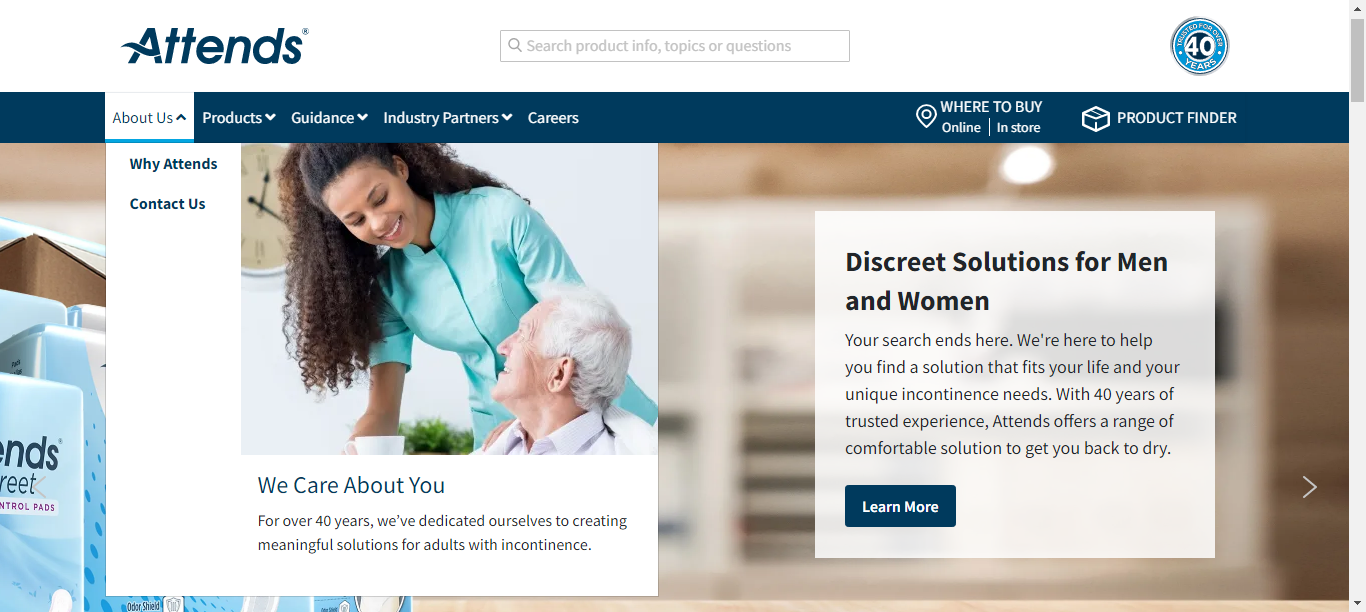 Attends®
Search product info, topics or questions
TRUSTED FOR OVER
40
YEARS
About Us
Products
Guidance
Industry Partners
Careers
WHERE TO BUY
Online
In store
PRODUCT FINDER
Why Attends
Contact Us
We Care About You
For over 40 years, we’ve dedicated ourselves to creating
meaningful solutions for adults with incontinence.
Discreet Solutions for Men
and Women
Your search ends here. We're here to help
you find a solution that fits your life and your
unique incontinence needs. With 40 years of
trusted experience, Attends offers a range of
comfortable solution to get you back to dry.
Learn More
ends
reet
NTROL PADS
Odor Shield